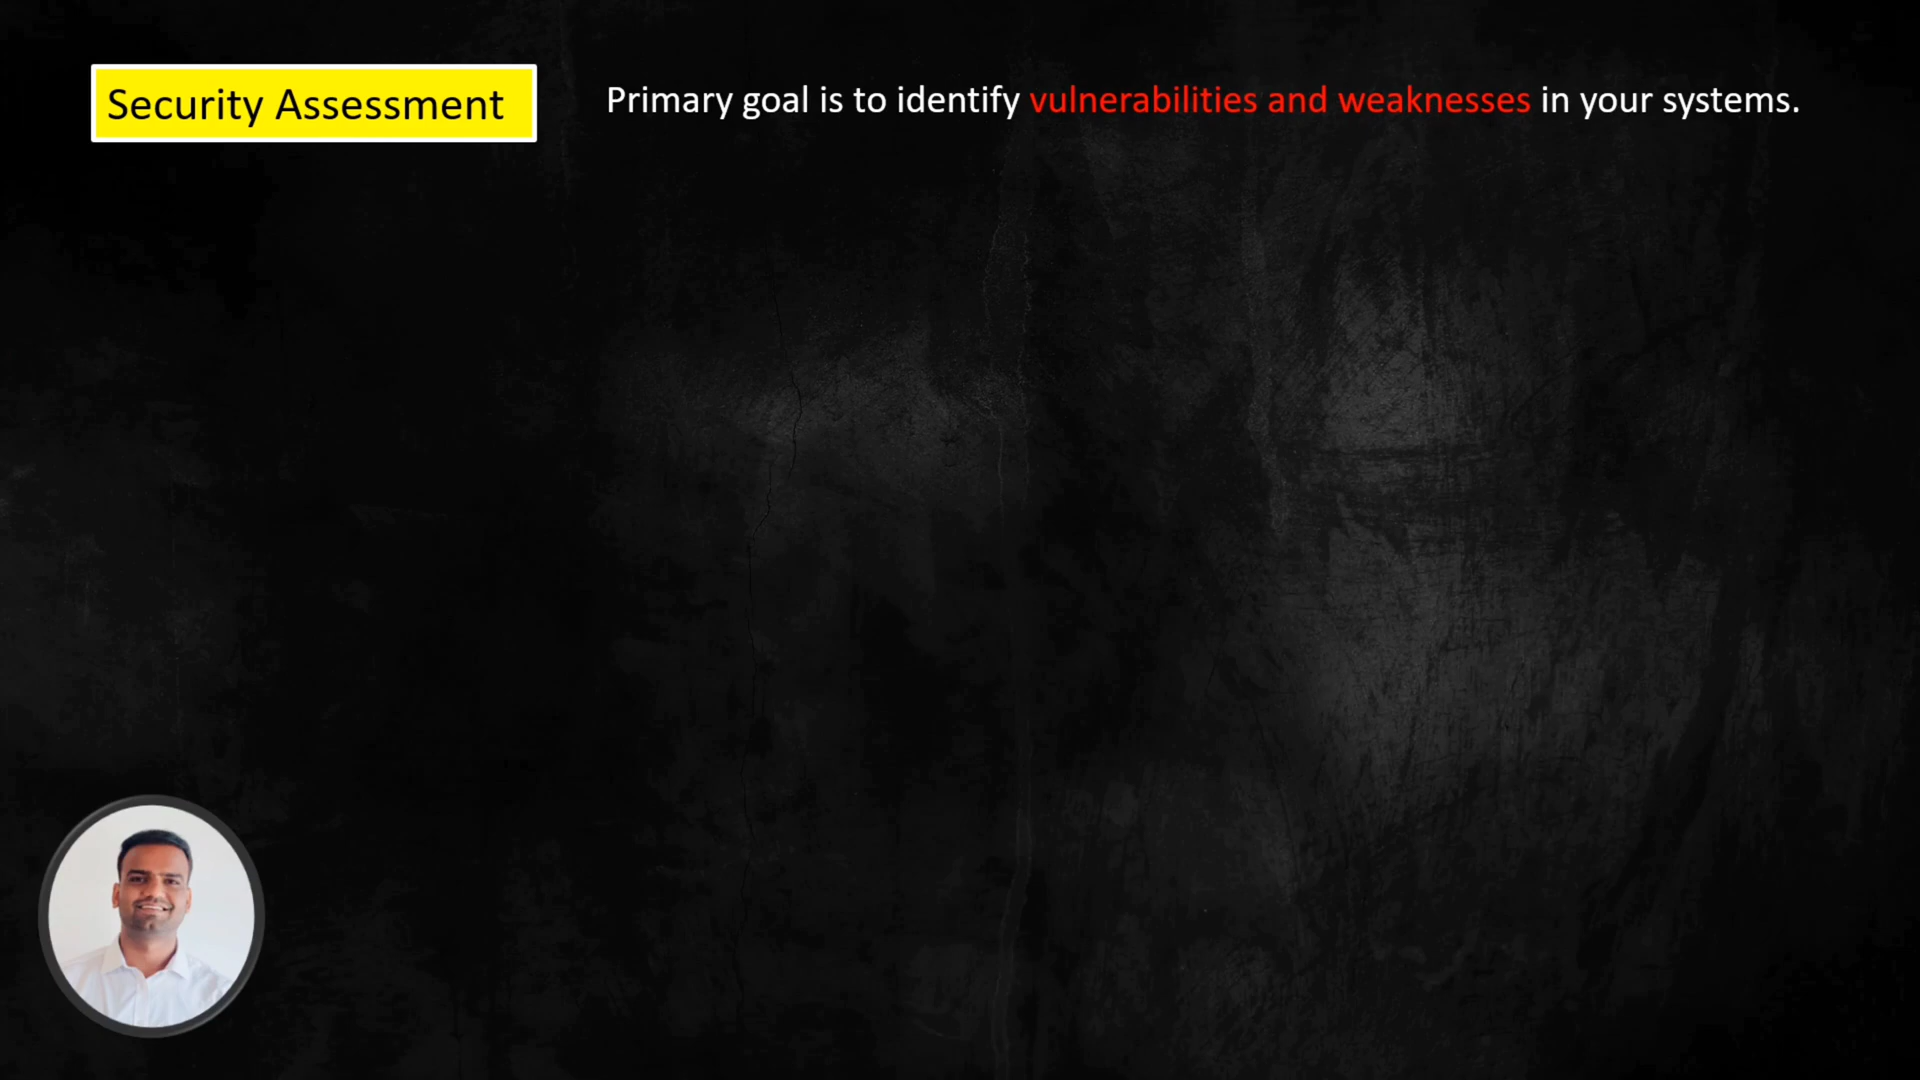 Security Assessment
Primary goal is to identify vulnerabilities and weaknesses in your systems.